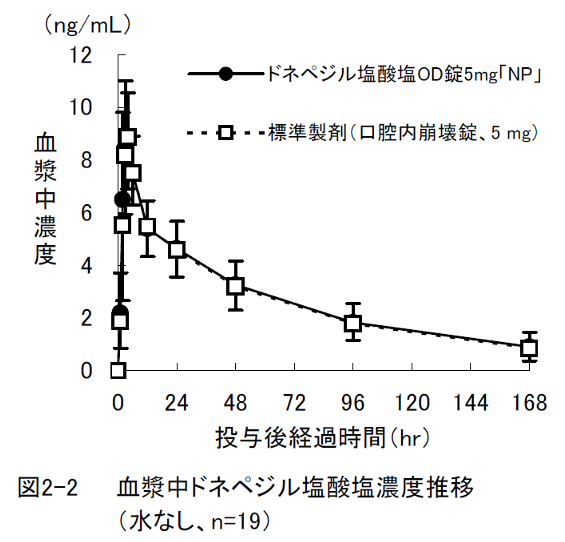 (ng/mL)
12
10
8
6
4
2
0
血漿中濃度
ドネペジル塩酸塩OD錠5mg「NP」
標準製剤(口腔内崩壊錠、5 mg)
0 24 48 72 96 120 144 168
投与後経過時間(hr)
図2-2 血漿中ドネペジル塩酸塩濃度推移
(水なし、n=19)